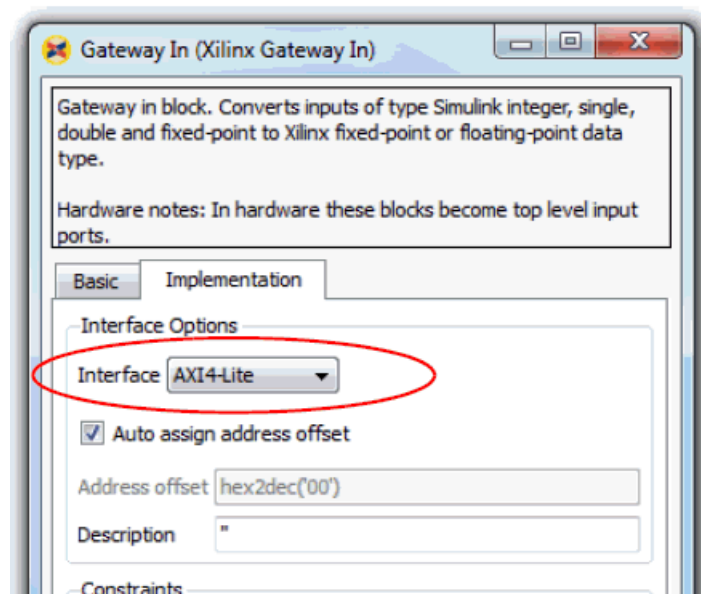 Gateway In (Xilinx Gateway In)
Gateway in block. Converts inputs of type Simulink integer, single,
double and fixed-point to Xilinx fixed-point or floating-point data
type.
Hardware notes: In hardware these blocks become top level input
ports.
Basic Implementation
Interface Options
Interface AXI4-Lite
Auto assign address offset
Address offset hex2dec('00')
Description ''
Constraints